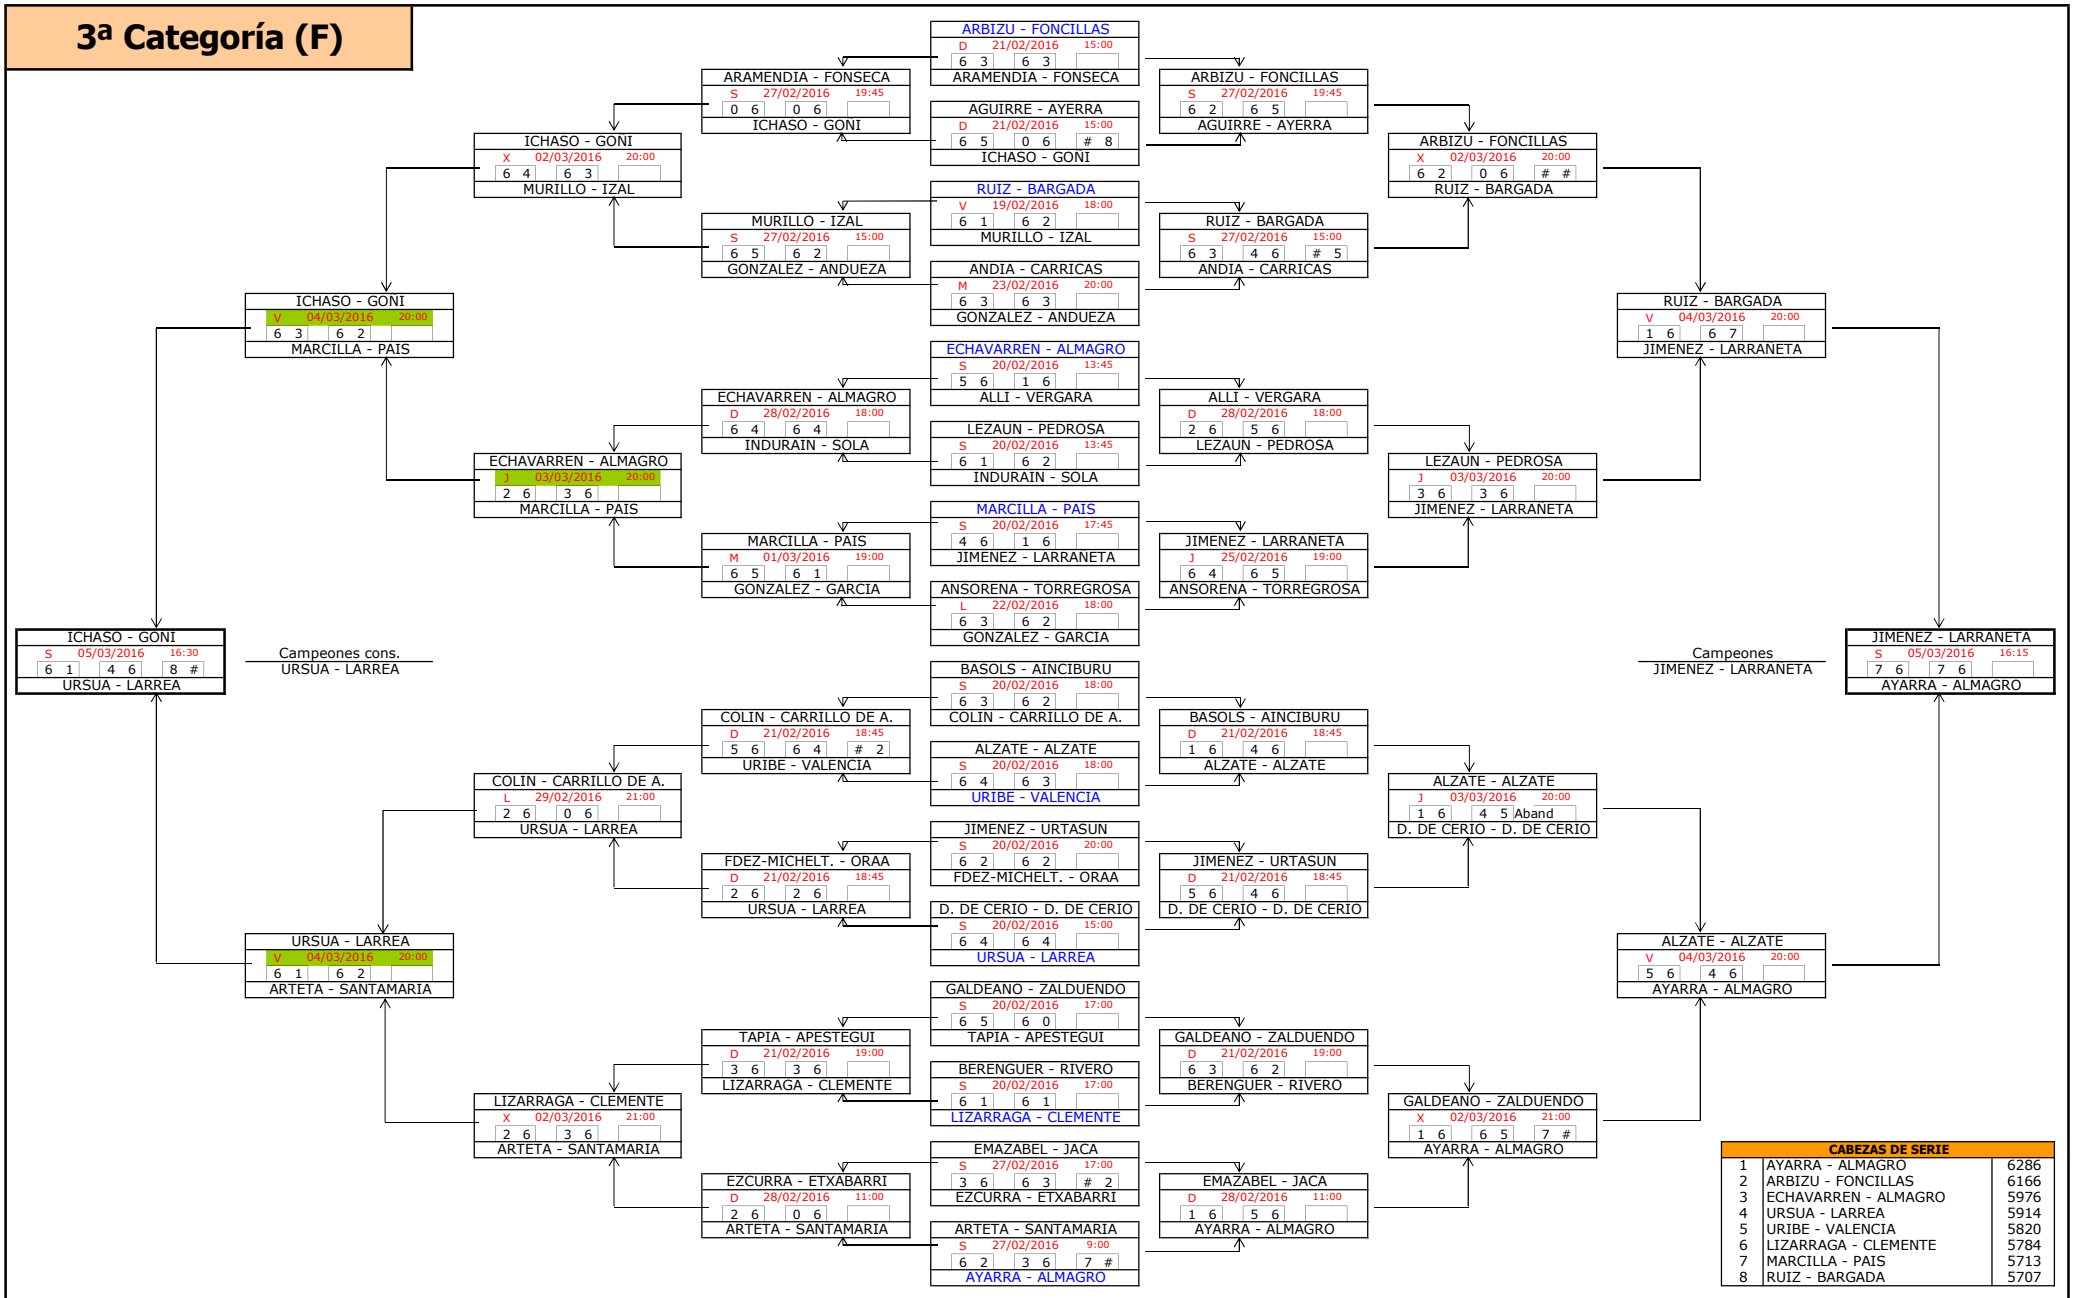 3ª Categoría (F)
ICHASO - GOÑI
S 05/03/2016 16:30
6 1 4 6 8 #
URSUA - LARREA
Campeones cons.
URSUA - LARREA
ICHASO - GOÑI
V 04/03/2016 20:00
6 3 6 2
MARCILLA - PAIS
URSUA - LARREA
V 04/03/2016 20:00
6 1 6 2
ARTETA - SANTAMARIA
ICHASO - GOÑI
X 02/03/2016 20:00
6 4 6 3
MURILLO - IZAL
ECHAVARREN - ALMAGRO
J 03/03/2016 20:00
2 6 3 6
MARCILLA - PAIS
COLIN - CARRILLO DE A.
L 29/02/2016 21:00
2 6 0 6
URSUA - LARREA
LIZARRAGA - CLEMENTE
X 02/03/2016 21:00
2 6 3 6
ARTETA - SANTAMARIA
ARAMENDIA - FONSECA
S 27/02/2016 19:45
0 6 0 6
ICHASO - GOÑI
MURILLO - IZAL
S 27/02/2016 15:00
6 5 6 2
GONZALEZ - ANDUEZA
ECHAVARREN - ALMAGRO
D 28/02/2016 18:00
6 4 6 4
INDURAIN - SOLA
MARCILLA - PAIS
M 01/03/2016 19:00
6 5 6 1
GONZALEZ - GARCIA
COLIN - CARRILLO DE A.
D 21/02/2016 18:45
5 6 6 4 # 2
URIBE - VALENCIA
FDEZ-MICHELT. - ORAA
D 21/02/2016 18:45
2 6 2 6
URSUA - LARREA
TAPIA - APESTEGUI
D 21/02/2016 19:00
3 6 3 6
LIZARRAGA - CLEMENTE
EZCURRA - ETXABARRI
D 28/02/2016 11:00
2 6 0 6
ARTETA - SANTAMARIA
ARBIZU - FONCILLAS
D 21/02/2016 15:00
6 3 6 3
ARAMENDIA - FONSECA
AGUIRRE - AYERRA
D 21/02/2016 15:00
6 5 0 6 # 8
ICHASO - GOÑI
RUIZ - BARGADA
V 19/02/2016 18:00
6 1 6 2
MURILLO - IZAL
ANDIA - CARRICAS
M 23/02/2016 20:00
6 3 6 3
GONZALEZ - ANDUEZA
ECHAVARREN - ALMAGRO
S 20/02/2016 13:45
5 6 1 6
ALLI - VERGARA
LEZAUN - PEDROSA
S 20/02/2016 13:45
6 1 6 2
INDURAIN - SOLA
MARCILLA - PAIS
S 20/02/2016 17:45
4 6 1 6
JIMENEZ - LARRAÑETA
ANSORENA - TORREGROSA
L 22/02/2016 18:00
6 3 6 2
GONZALEZ - GARCIA
BASOLS - AINCIBURU
S 20/02/2016 18:00
6 3 6 2
COLIN - CARRILLO DE A.
ALZATE - ALZATE
S 20/02/2016 18:00
6 4 6 3
URIBE - VALENCIA
JIMENEZ - URTASUN
S 20/02/2016 20:00
6 2 6 2
FDEZ-MICHELT. - ORAA
D. DE CERIO - D. DE CERIO
S 20/02/2016 15:00
6 4 6 4
URSUA - LARREA
GALDEANO - ZALDUENDO
S 20/02/2016 17:00
6 5 6 0
TAPIA - APESTEGUI
BERENGUER - RIVERO
S 20/02/2016 17:00
6 1 6 1
LIZARRAGA - CLEMENTE
EMAZABEL - JACA
S 27/02/2016 17:00
3 6 6 3 # 2
EZCURRA - ETXABARRI
ARTETA - SANTAMARIA
S 27/02/2016 9:00
6 2 3 6 7 #
AYARRA - ALMAGRO
ARBIZU - FONCILLAS
S 27/02/2016 19:45
6 2 6 5
AGUIRRE - AYERRA
RUIZ - BARGADA
S 27/02/2016 15:00
6 3 4 6 # 5
ANDIA - CARRICAS
ALLI - VERGARA
D 28/02/2016 18:00
2 6 5 6
LEZAUN - PEDROSA
JIMENEZ - LARRAÑETA
J 25/02/2016 19:00
6 4 6 5
ANSORENA - TORREGROSA
BASOLS - AINCIBURU
D 21/02/2016 18:45
1 6 4 6
ALZATE - ALZATE
JIMENEZ - URTASUN
D 21/02/2016 18:45
5 6 4 6
D. DE CERIO - D. DE CERIO
GALDEANO - ZALDUENDO
D 21/02/2016 19:00
6 3 6 2
BERENGUER - RIVERO
EMAZABEL - JACA
D 28/02/2016 11:00
1 6 5 6
AYARRA - ALMAGRO
ARBIZU - FONCILLAS
X 02/03/2016 20:00
6 2 0 6 # #
RUIZ - BARGADA
LEZAUN - PEDROSA
J 03/03/2016 20:00
3 6 3 6
JIMENEZ - LARRAÑETA
ALZATE - ALZATE
J 03/03/2016 20:00
1 6 4 5 Aband
D. DE CERIO - D. DE CERIO
GALDEANO - ZALDUENDO
X 02/03/2016 21:00
1 6 6 5 7 #
AYARRA - ALMAGRO
RUIZ - BARGADA
V 04/03/2016 20:00
1 6 6 7
JIMENEZ - LARRAÑETA
ALZATE - ALZATE
V 04/03/2016 20:00
5 6 4 6
AYARRA - ALMAGRO
Campeones
JIMENEZ - LARRAÑETA
JIMENEZ - LARRAÑETA
S 05/03/2016 16:15
7 6 7 6
AYARRA - ALMAGRO
CABEZAS DE SERIE
1 AYARRA - ALMAGRO 6286
2 ARBIZU - FONCILLAS 6166
3 ECHAVARREN - ALMAGRO 5976
4 URSUA - LARREA 5914
5 URIBE - VALENCIA 5820
6 LIZARRAGA - CLEMENTE 5784
7 MARCILLA - PAIS 5713
8 RUIZ - BARGADA 5707